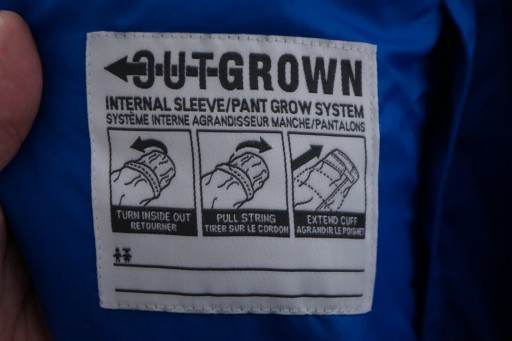 OUTGROWN
INTERNAL SLEEVE/PANT GROW SYSTEM
SYSTÈME INTERNE AGRANDISSEUR MANCHE/PANTALONS
TURN INSIDE OUT
RETOURNER
PULL STRING
TIRER SUR LE CORDON
EXTEND CUFF
AGRANDIR LE POIGNET